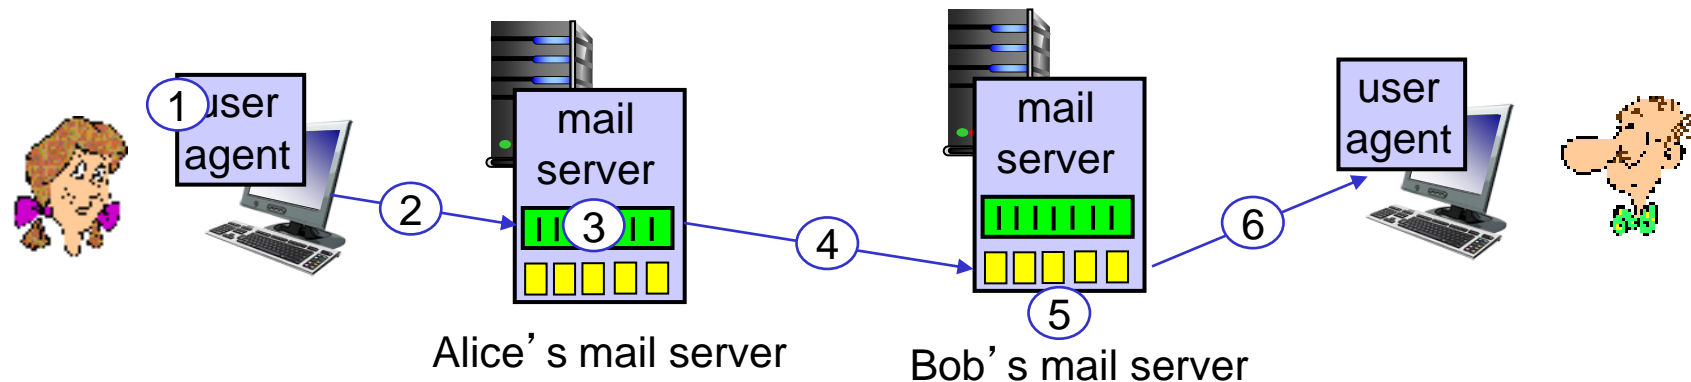 1 user
agent
2
mail
server
3
Alice’s mail server
4
mail
server
5
Bob’s mail server
6
user
agent